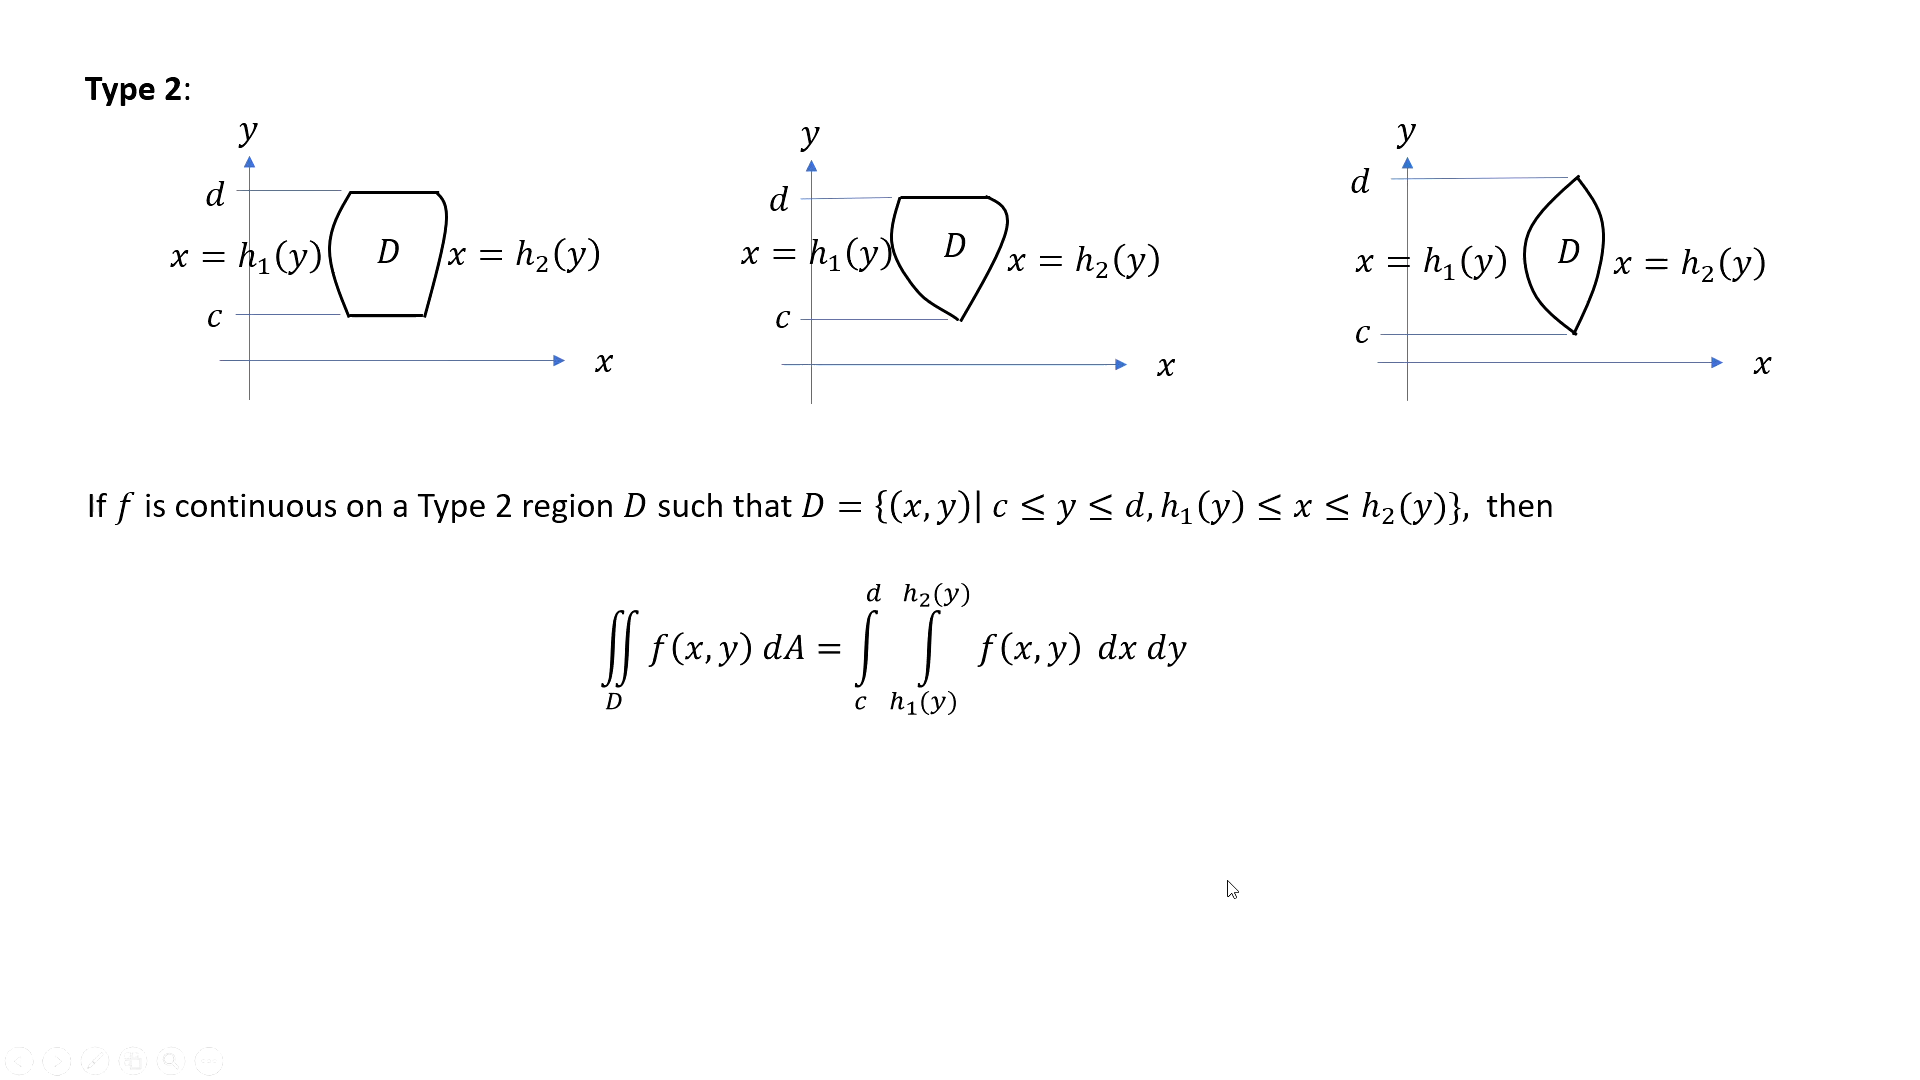 Type 2:
y
d
x = h₁(y)
D
x = h₂(y)
c
x
y
d
x = h₁(y)
D
x = h₂(y)
c
x
y
d
x = h₁(y)
D
x = h₂(y)
c
x
If f is continuous on a Type 2 region D such that D = {(x, y)| c ≤ y ≤ d, h₁(y) ≤ x ≤ h₂(y)}, then
∬_D f(x, y) dA = ∫_c^d ∫_{h₁(y)}^{h₂(y)} f(x, y) dx dy